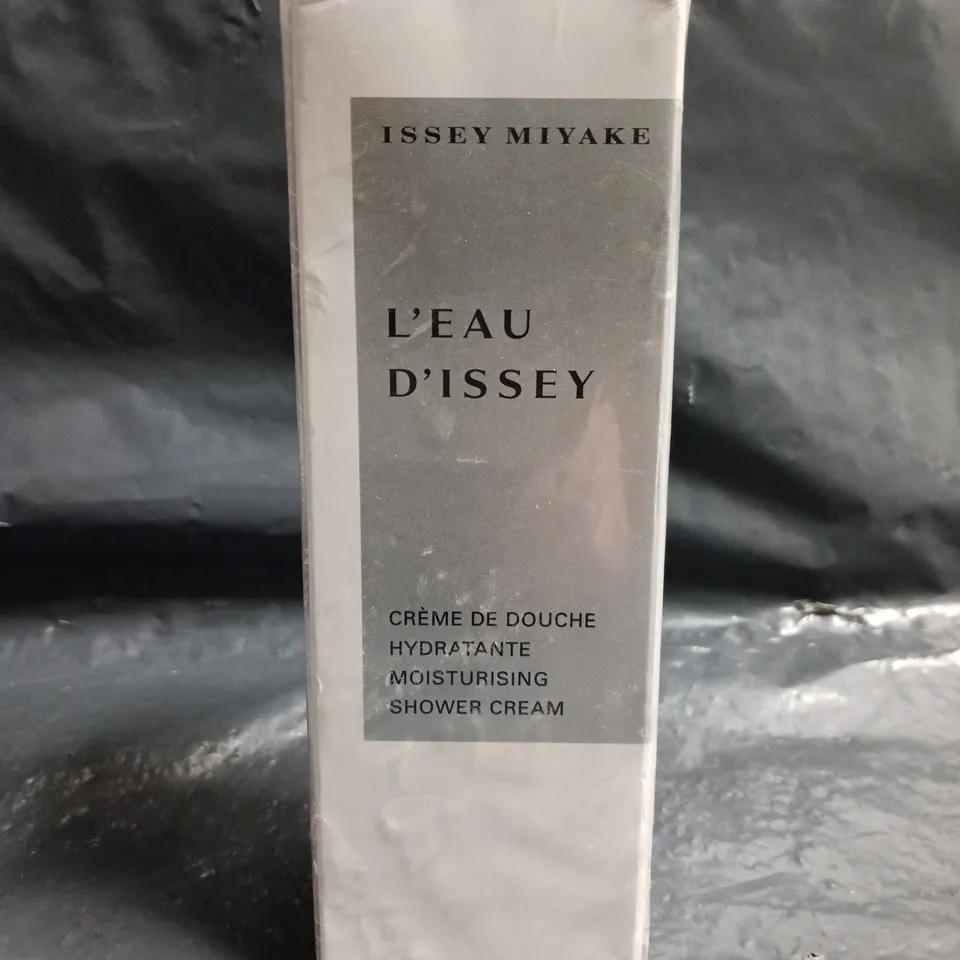 ISSEY MIYAKE
L'EAU
D'ISSEY
CRÈME DE DOUCHE
HYDRATANTE
MOISTURISING
SHOWER CREAM